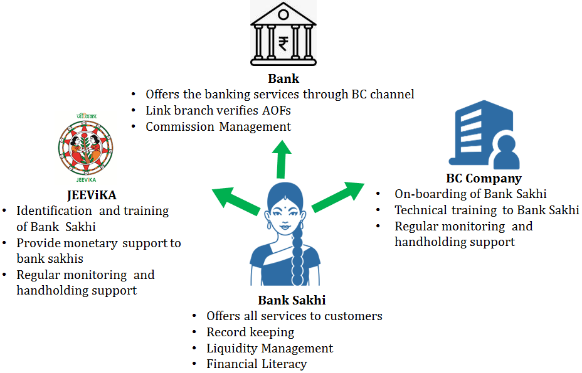 Bank
• Offers the banking services through BC channel
• Link branch verifies AOFs
• Commission Management
जीविका
JEEVIKA
JEEViKA
• Identification and training
of Bank Sakhi
• Provide monetary support to
bank sakhis
• Regular monitoring and
handholding support
BC Company
• On-boarding of Bank Sakhi
• Technical training to Bank Sakhi
• Regular monitoring and
handholding support
Bank Sakhi
• Offers all services to customers
• Record keeping
• Liquidity Management
• Financial Literacy